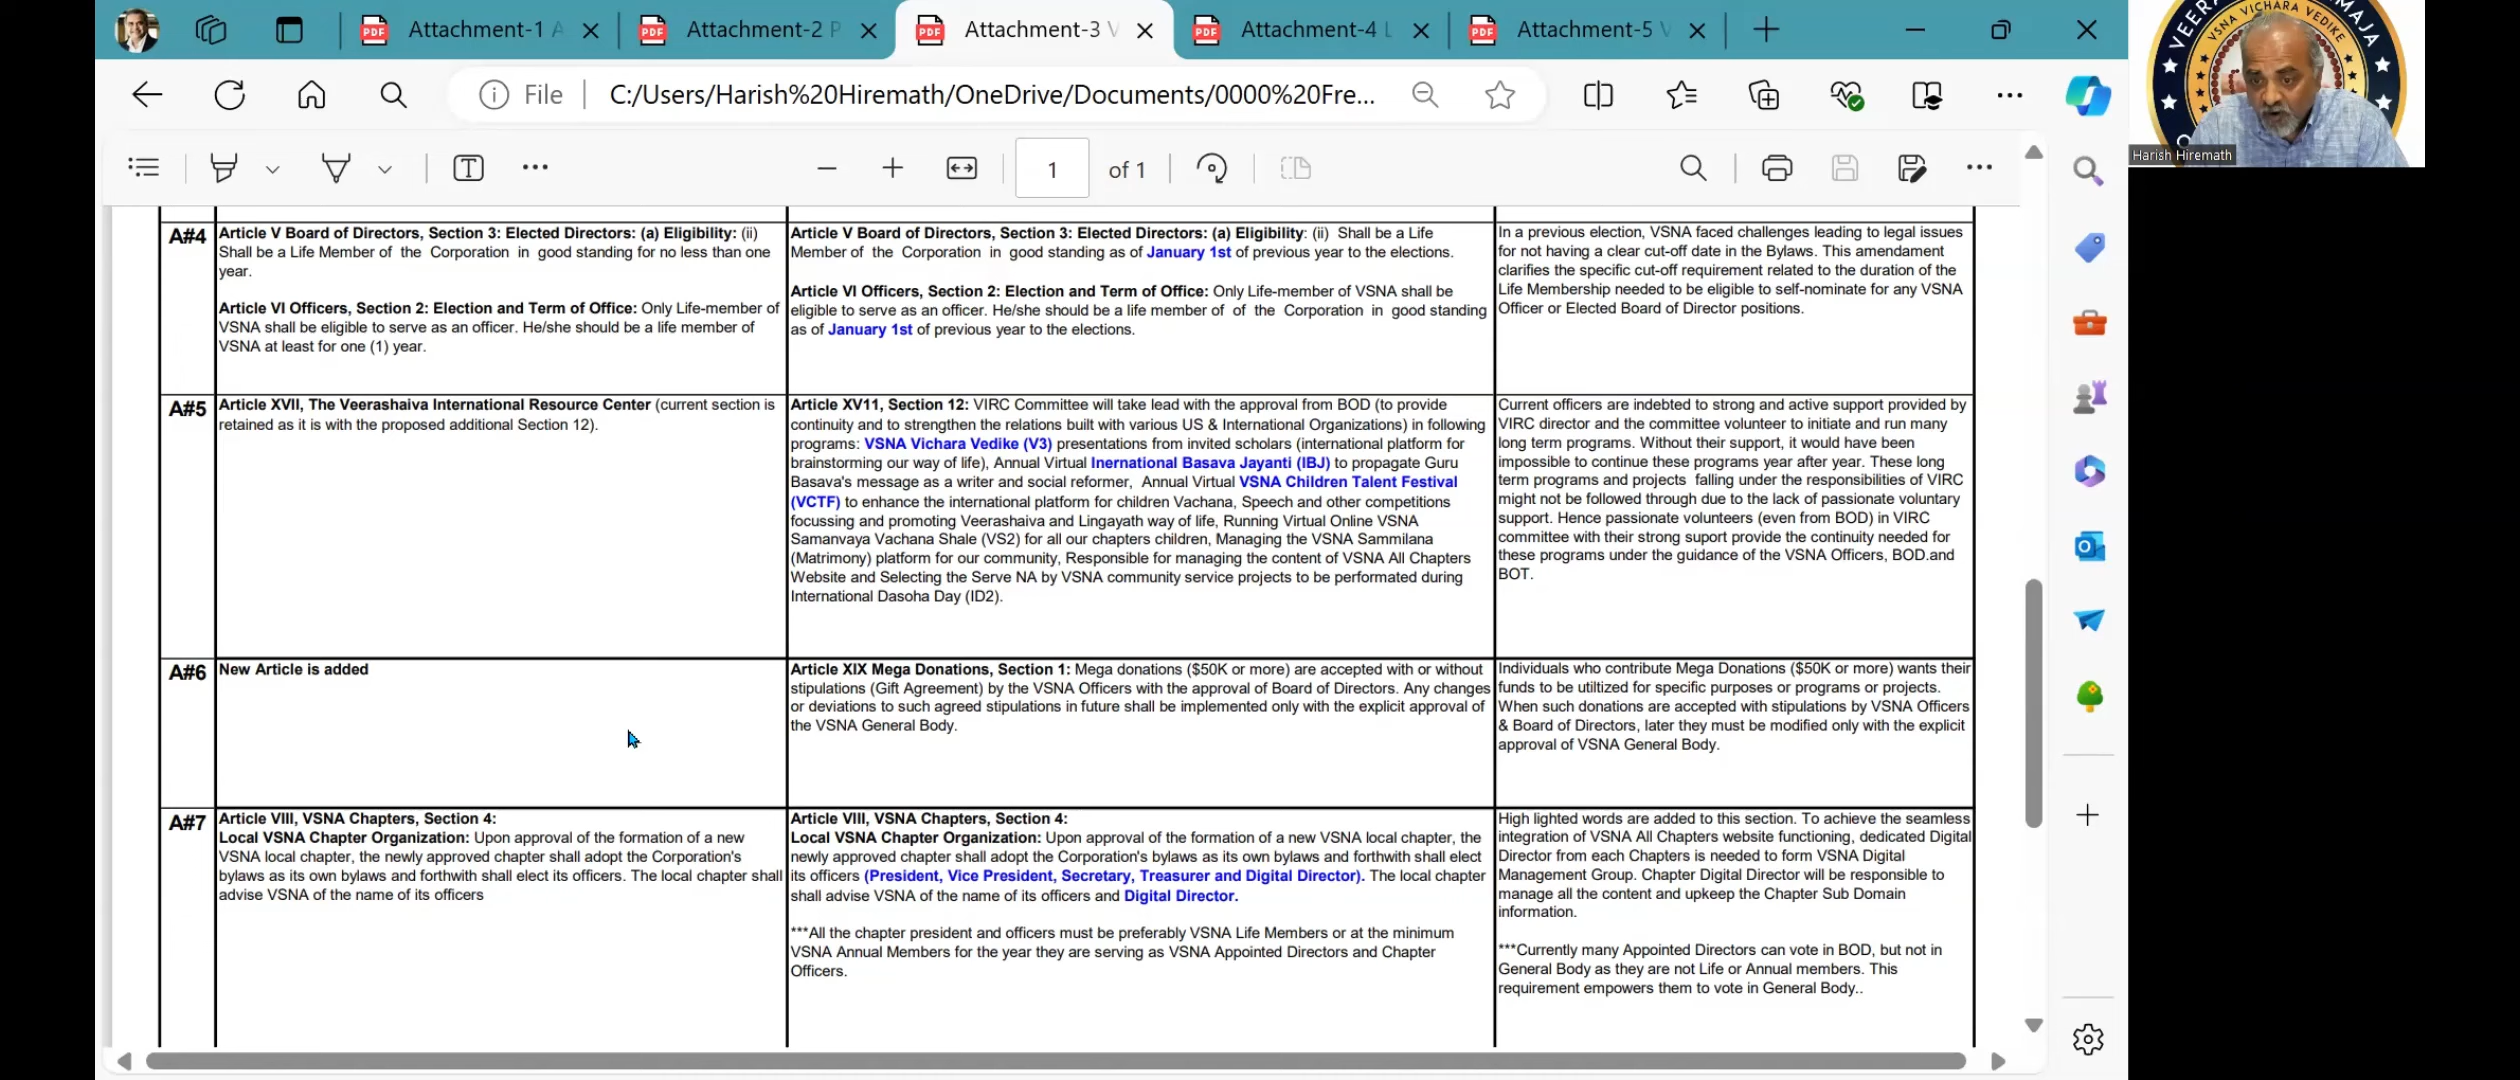 Attachment-1 A
Attachment-2 P
Attachment-3 V
Attachment-4 L
Attachment-5 V
File
C:/Users/Harish%20Hiremath/OneDrive/Documents/0000%20Fre...
1 of 1
A#4
Article V Board of Directors, Section 3: Elected Directors: (a) Eligibility: (ii)
Shall be a Life Member of the Corporation in good standing for no less than one
year.
Article VI Officers, Section 2: Election and Term of Office: Only Life-member of
VSNA shall be eligible to serve as an officer. He/she should be a life member of
VSNA at least for one (1) year.
Article V Board of Directors, Section 3: Elected Directors: (a) Eligibility: (ii) Shall be a Life
Member of the Corporation in good standing as of January 1st of previous year to the elections.
Article VI Officers, Section 2: Election and Term of Office: Only Life-member of VSNA shall be
eligible to serve as an officer. He/she should be a life member of of the Corporation in good standing
as of January 1st of previous year to the elections.
In a previous election, VSNA faced challenges leading to legal issues
for not having a clear cut-off date in the Bylaws. This amendament
clarifies the specific cut-off requirement related to the duration of the
Life Membership needed to be eligible to self-nominate for any VSNA
Officer or Elected Board of Director positions.
A#5
Article XVII, The Veerashaiva International Resource Center (current section is
retained as it is with the proposed additional Section 12).
Article XV11, Section 12: VIRC Committee will take lead with the approval from BOD (to provide
continuity and to strengthen the relations built with various US & International Organizations) in following
programs: VSNA Vichara Vedike (V3) presentations from invited scholars (international platform for
brainstorming our way of life), Annual Virtual Inernational Basava Jayanti (IBJ) to propagate Guru
Basava's message as a writer and social reformer, Annual Virtual VSNA Children Talent Festival
(VCTF) to enhance the international platform for children Vachana, Speech and other competitions
focussing and promoting Veerashaiva and Lingayath way of life, Running Virtual Online VSNA
Samanvaya Vachana Shale (VS2) for all our chapters children, Managing the VSNA Sammilana
(Matrimony) platform for our community, Responsible for managing the content of VSNA All Chapters
Website and Selecting the Serve NA by VSNA community service projects to be performated during
International Dasoha Day (ID2).
Current officers are indebted to strong and active support provided by
VIRC director and the committee volunteer to initiate and run many
long term programs. Without their support, it would have been
impossible to continue these programs year after year. These long
term programs and projects falling under the responsibilities of VIRC
might not be followed through due to the lack of passionate voluntary
support. Hence passionate volunteers (even from BOD) in VIRC
committee with their strong suport provide the continuity needed for
these programs under the guidance of the VSNA Officers, BOD.and
BOT.
A#6
New Article is added
Article XIX Mega Donations, Section 1: Mega donations ($50K or more) are accepted with or without
stipulations (Gift Agreement) by the VSNA Officers with the approval of Board of Directors. Any changes
or deviations to such agreed stipulations in future shall be implemented only with the explicit approval of
the VSNA General Body.
Individuals who contribute Mega Donations ($50K or more) wants their
funds to be utiltized for specific purposes or programs or projects.
When such donations are accepted with stipulations by VSNA Officers
& Board of Directors, later they must be modified only with the explicit
approval of VSNA General Body.
A#7
Article VIII, VSNA Chapters, Section 4:
Local VSNA Chapter Organization: Upon approval of the formation of a new
VSNA local chapter, the newly approved chapter shall adopt the Corporation's
bylaws as its own bylaws and forthwith shall elect its officers. The local chapter shall
advise VSNA of the name of its officers
Article VIII, VSNA Chapters, Section 4:
Local VSNA Chapter Organization: Upon approval of the formation of a new VSNA local chapter, the
newly approved chapter shall adopt the Corporation's bylaws as its own bylaws and forthwith shall elect
its officers (President, Vice President, Secretary, Treasurer and Digital Director). The local chapter
shall advise VSNA of the name of its officers and Digital Director.
***All the chapter president and officers must be preferably VSNA Life Members or at the minimum
VSNA Annual Members for the year they are serving as VSNA Appointed Directors and Chapter
Officers.
High lighted words are added to this section. To achieve the seamless
integration of VSNA All Chapters website functioning, dedicated Digital
Director from each Chapters is needed to form VSNA Digital
Management Group. Chapter Digital Director will be responsible to
manage all the content and upkeep the Chapter Sub Domain
information.
***Currently many Appointed Directors can vote in BOD, but not in
General Body as they are not Life or Annual members. This
requirement empowers them to vote in General Body..
VSNA VICHARA VEDIKE
Harish Hiremath